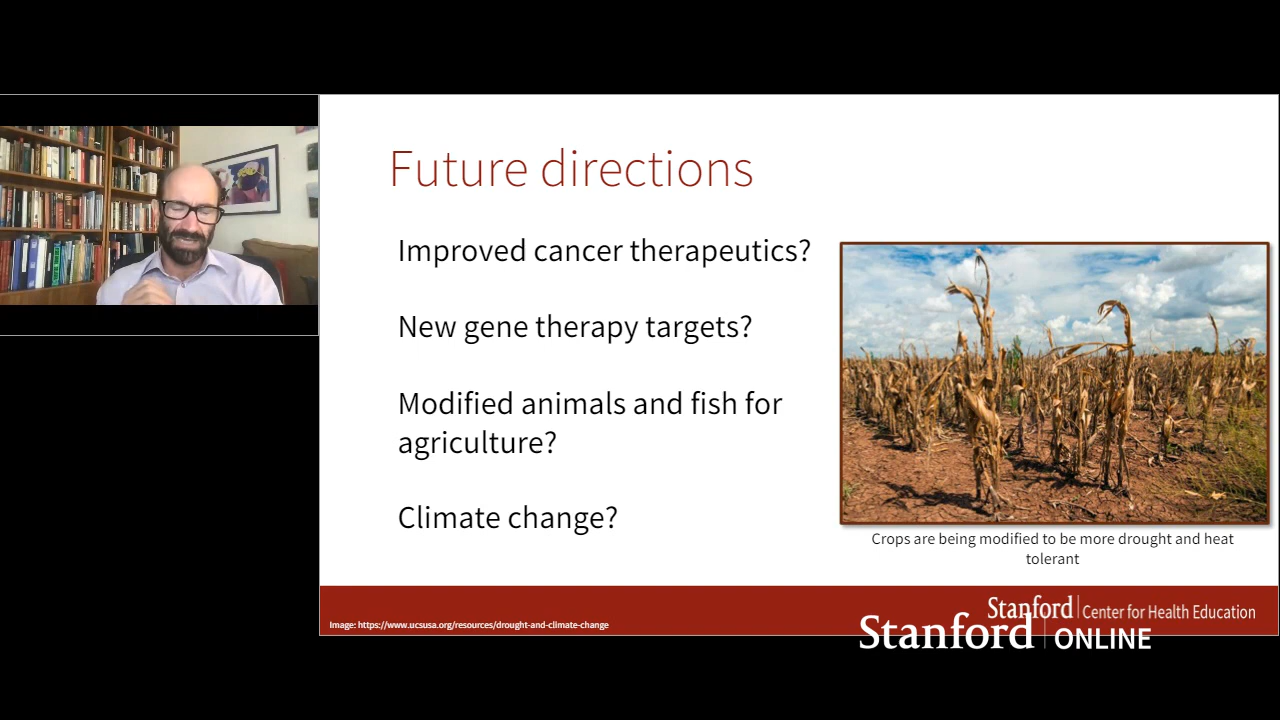 Future directions
Improved cancer therapeutics?
New gene therapy targets?
Modified animals and fish for
agriculture?
Climate change?
Crops are being modified to be more drought and heat
tolerant
Image: https://www.ucsusa.org/resources/drought-and-climate-change
Stanford Center for Health Education
Stanford ONLINE